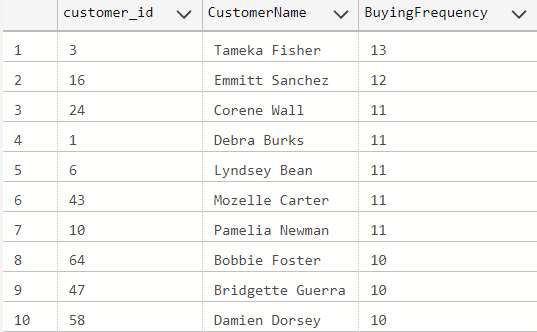 customer_id CustomerName BuyingFrequency
1 3 Tameka Fisher 13
2 16 Emmitt Sanchez 12
3 24 Corene Wall 11
4 1 Debra Burks 11
5 6 Lyndsey Bean 11
6 43 Mozelle Carter 11
7 10 Pamelia Newman 11
8 64 Bobbie Foster 10
9 47 Bridgette Guerra 10
10 58 Damien Dorsey 10